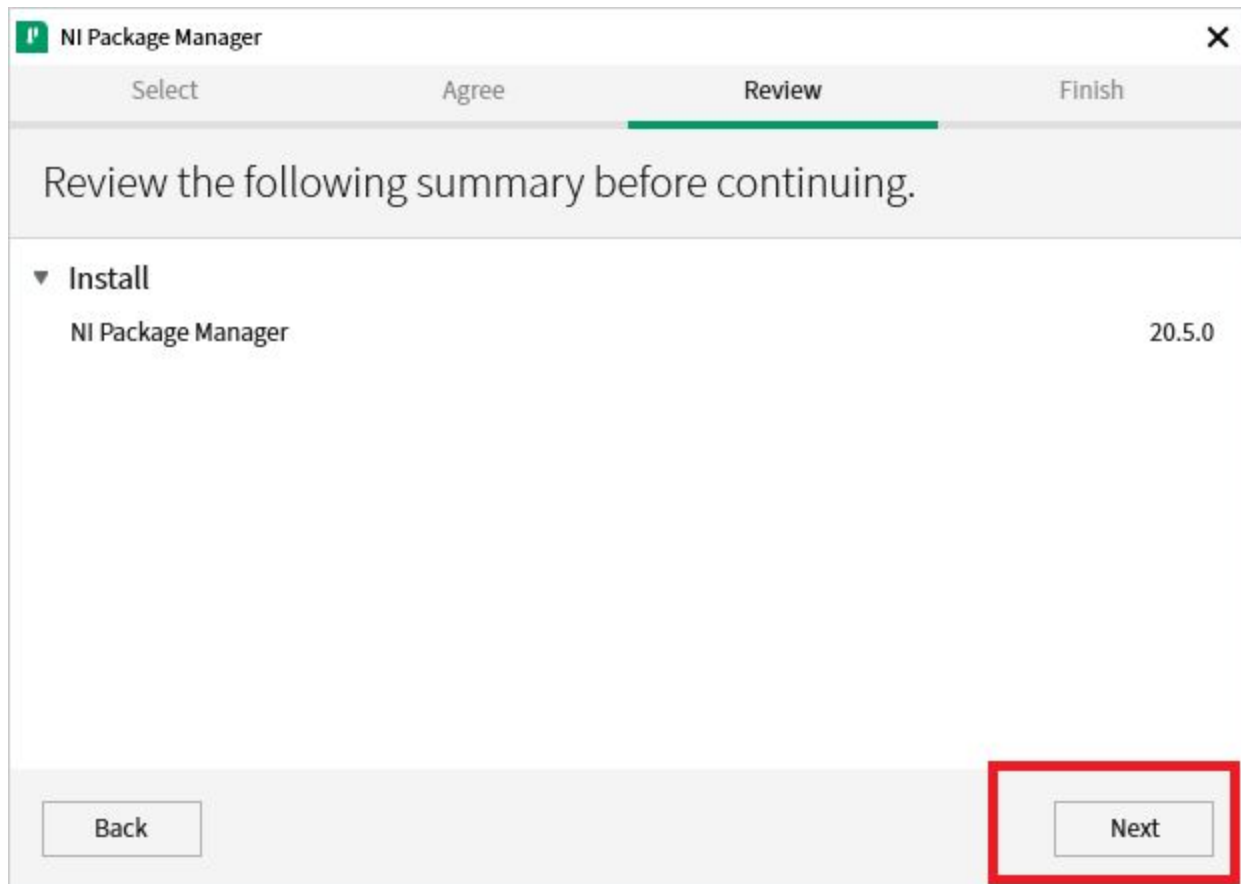 NI Package Manager
Select Agree Review Finish
Review the following summary before continuing.
Install
NI Package Manager 20.5.0
Back Next